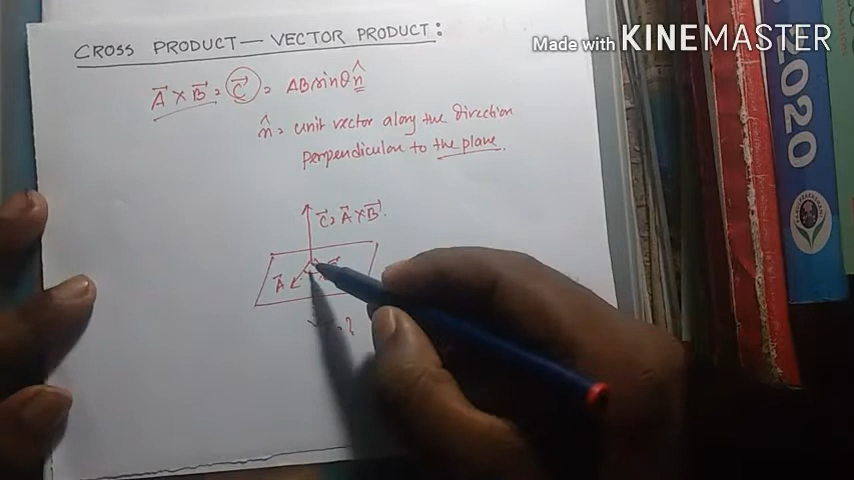 Made with KINEMASTER
CROSS PRODUCT — VECTOR PRODUCT :
A⃗ × B⃗ = C⃗ = AB sinθ n̂
n̂ = unit vector along the direction
perpendicular to the plane.
C⃗ = A⃗ × B⃗.
A⃗
2020